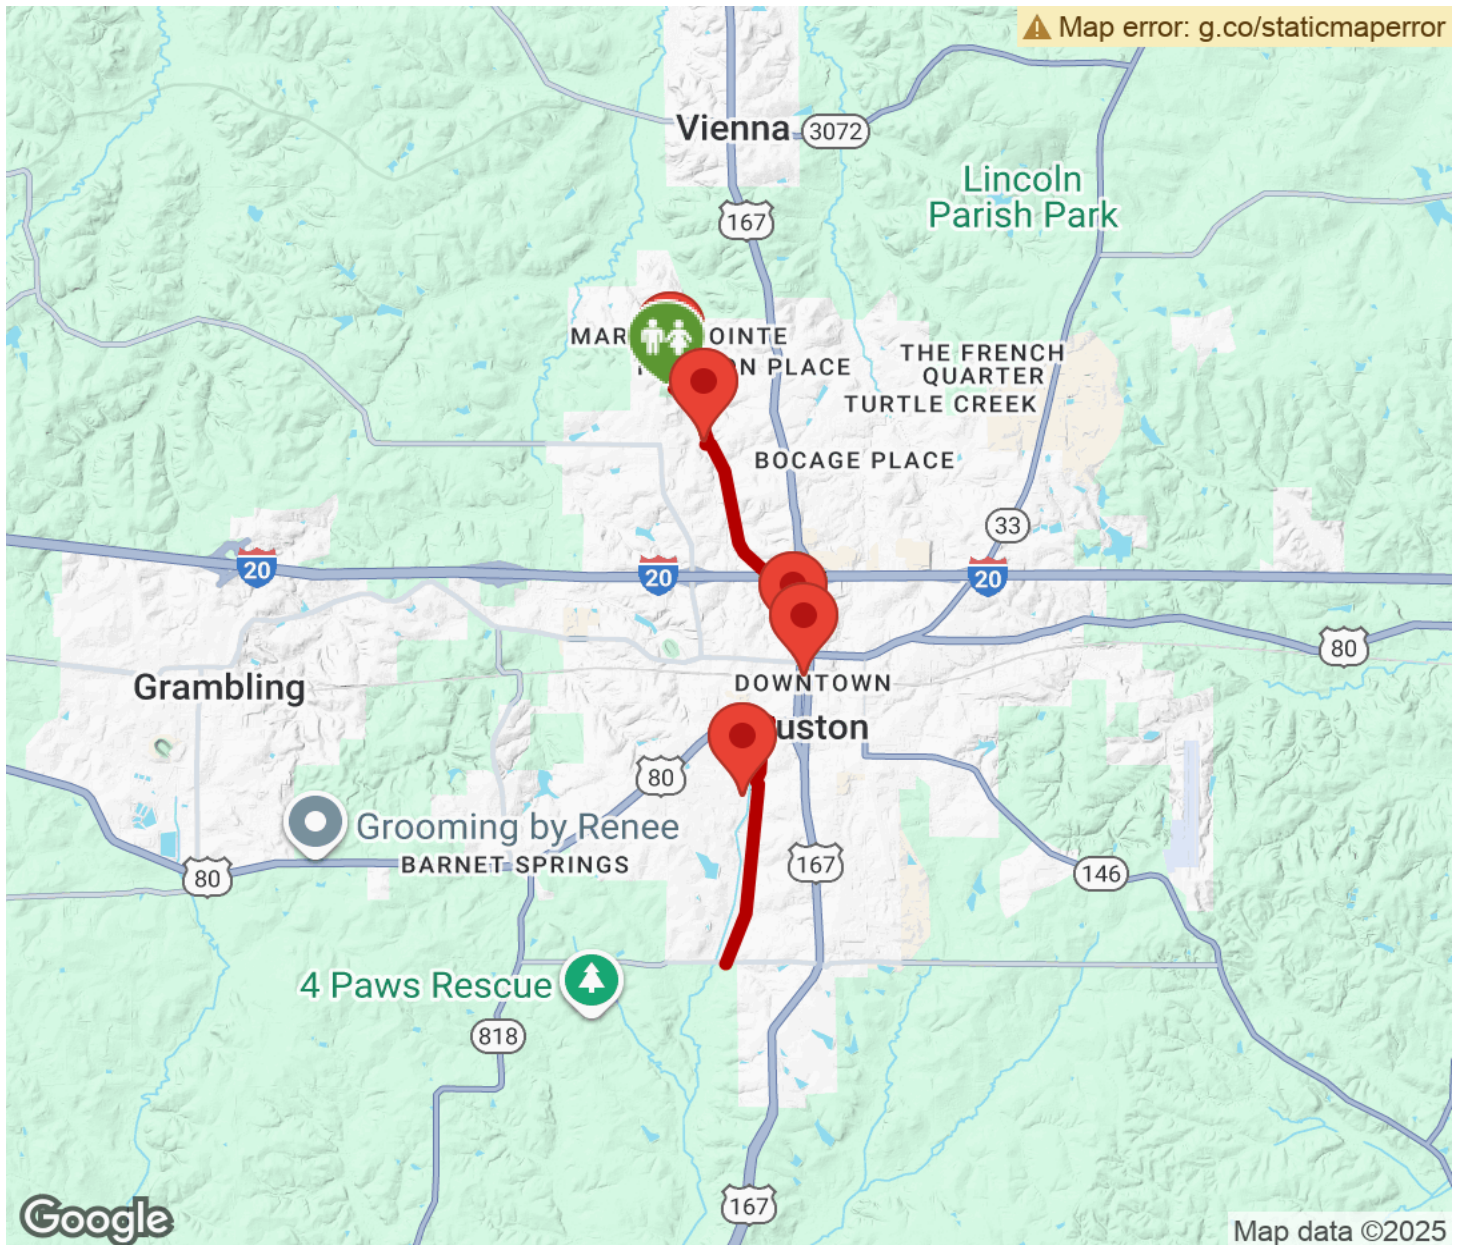 Map error: g.co/staticmaperror
Vienna
3072
Lincoln
Parish Park
167
MAR OINTE
N PLACE
THE FRENCH
QUARTER
TURTLE CREEK
BOCAGE PLACE
33
20
20
20
80
Grambling
DOWNTOWN
uston
80
Grooming by Renee
BARNET SPRINGS
167
146
80
4 Paws Rescue
818
167
Google
Map data ©2025